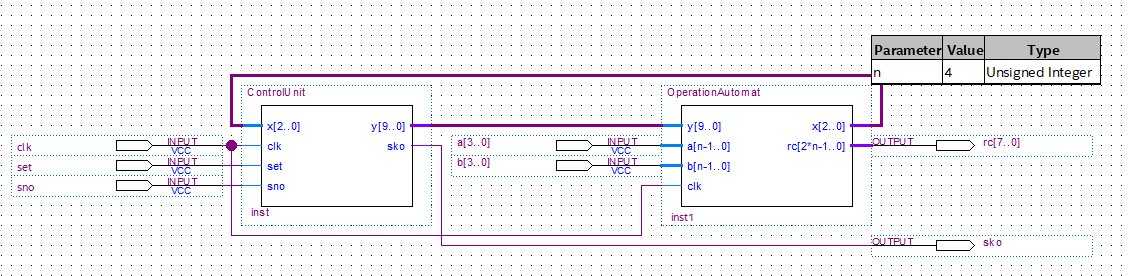 Parameter Value Type
n 4 Unsigned Integer
ControlUnit
x[2..0] y[9..0]
clk sko
set
sno
inst
clk INPUT VCC
set INPUT VCC
sno INPUT VCC
OperationAutomat
y[9..0] x[2..0]
a[n-1..0] rc[2*n-1..0]
b[n-1..0]
clk
inst1
a[3..0] INPUT VCC
b[3..0] INPUT VCC
OUTPUT rc[7..0]
OUTPUT sko